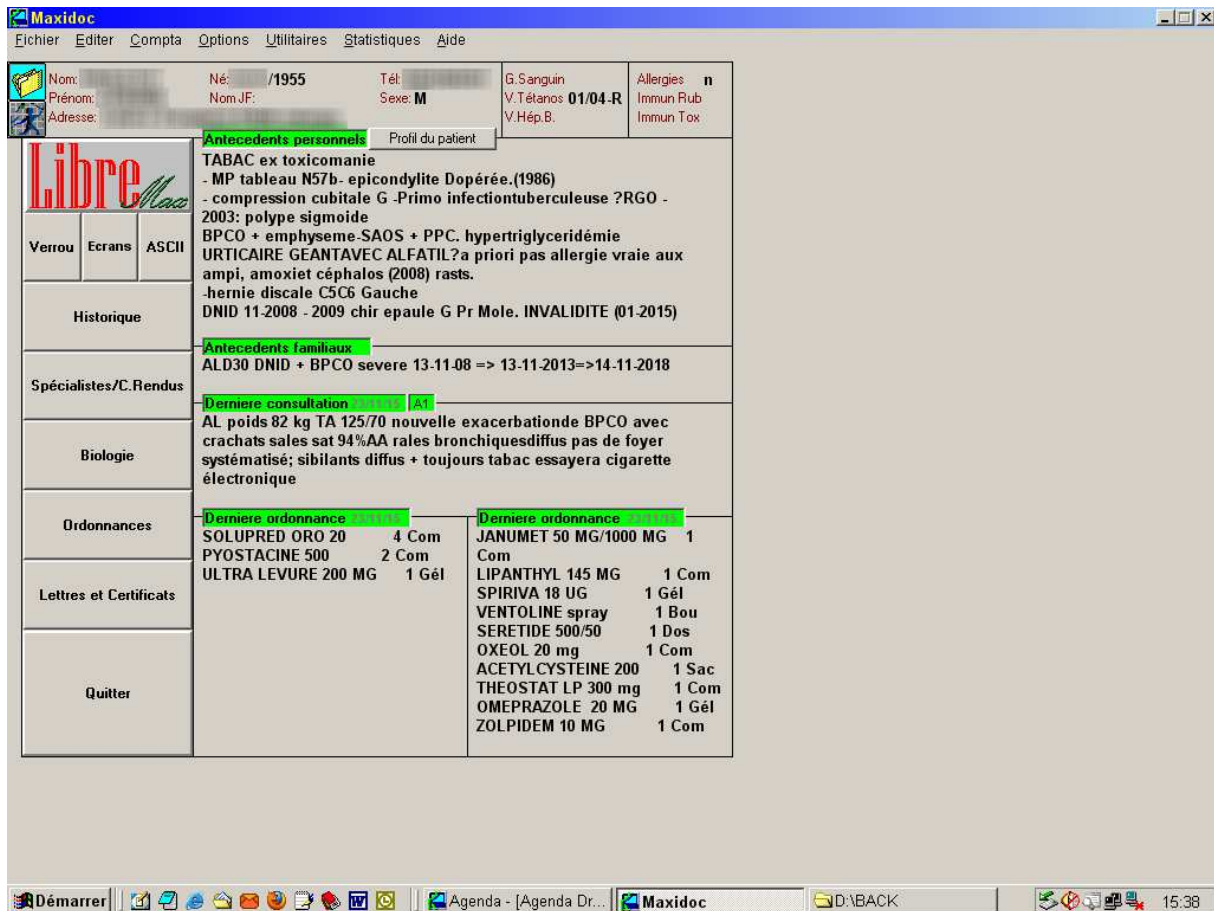 Maxidoc
Fichier Editer Compta Options Utilitaires Statistiques Aide
Nom: Né: /1955 Tél: G.Sanguin Allergies n
Prénom: Nom JF: Sexe: M V.Tétanos 01/04-R Immun Rub
Adresse: V.Hép.B. Immun Tox
Antecedents personnels Profil du patient
Libre Max
TABAC ex toxicomanie
- MP tableau N57b- epicondylite Dopérée.(1986)
- compression cubitale G -Primo infectiontuberculeuse ?RGO -
2003: polype sigmoide
BPCO + emphyseme-SAOS + PPC. hypertriglyceridémie
URTICAIRE GEANTAVEC ALFATIL?a priori pas allergie vraie aux
ampi, amoxiet céphalos (2008) rasts.
-hernie discale C5C6 Gauche
DNID 11-2008 - 2009 chir epaule G Pr Mole. INVALIDITE (01-2015)
Verrou Ecrans ASCII
Historique
Antecedents familiaux
ALD30 DNID + BPCO severe 13-11-08 => 13-11-2013=>14-11-2018
Spécialistes/C.Rendus
Derniere consultation 23/11/15 A1
AL poids 82 kg TA 125/70 nouvelle exacerbationde BPCO avec
crachats sales sat 94%AA rales bronchiquesdiffus pas de foyer
systématisé; sibilants diffus + toujours tabac essayera cigarette
électronique
Biologie
Ordonnances
Lettres et Certificats
Quitter
Derniere ordonnance 23/11/15
SOLUPRED ORO 20 4 Com
PYOSTACINE 500 2 Com
ULTRA LEVURE 200 MG 1 Gél
Derniere ordonnance 23/11/15
JANUMET 50 MG/1000 MG 1
Com
LIPANTHYL 145 MG 1 Com
SPIRIVA 18 UG 1 Gél
VENTOLINE spray 1 Bou
SERETIDE 500/50 1 Dos
OXEOL 20 mg 1 Com
ACETYLCYSTEINE 200 1 Sac
THEOSTAT LP 300 mg 1 Com
OMEPRAZOLE 20 MG 1 Gél
ZOLPIDEM 10 MG 1 Com
Démarrer Agenda - [Agenda Dr... Maxidoc D:\BACK 15:38